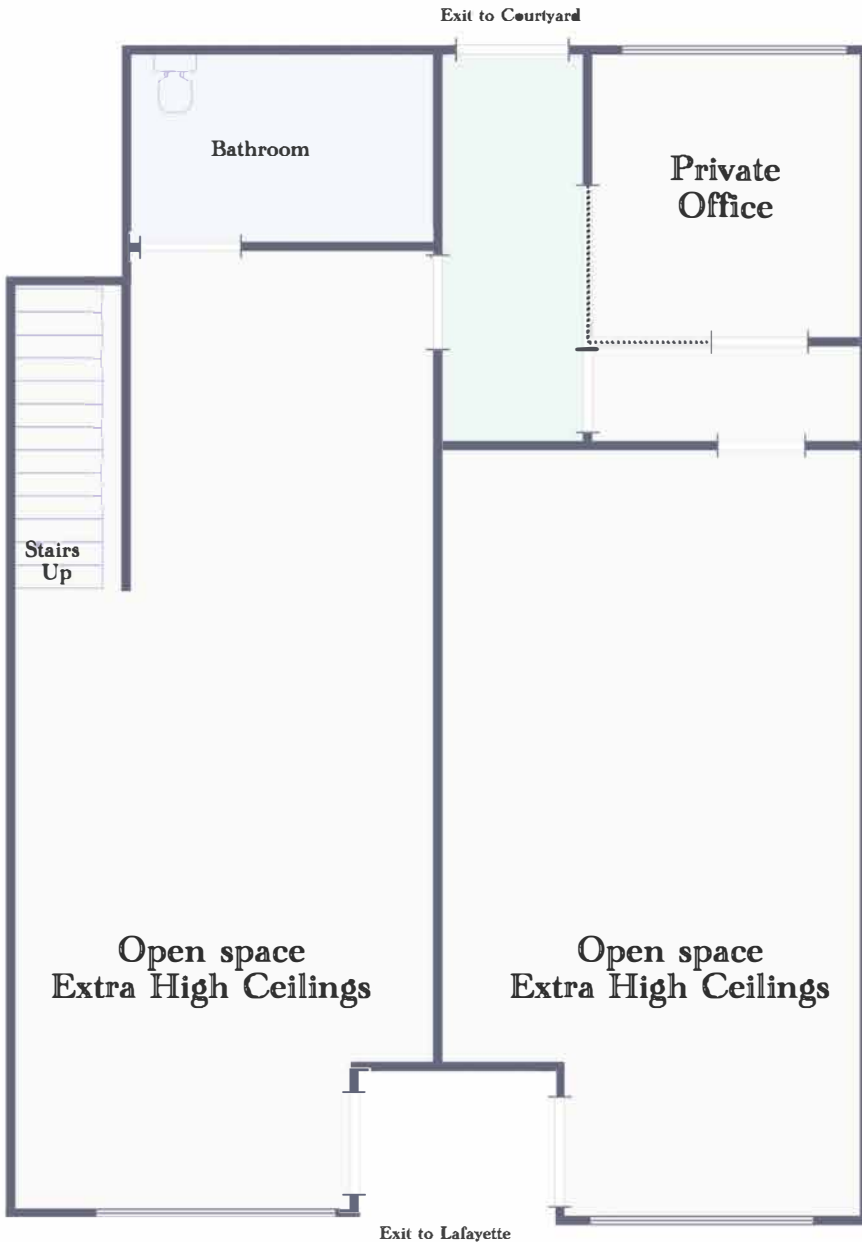 Exit to Courtyard
Bathroom
Private
Office
Stairs
Up
Open space
Extra High Ceilings
Open space
Extra High Ceilings
Exit to Lafayette